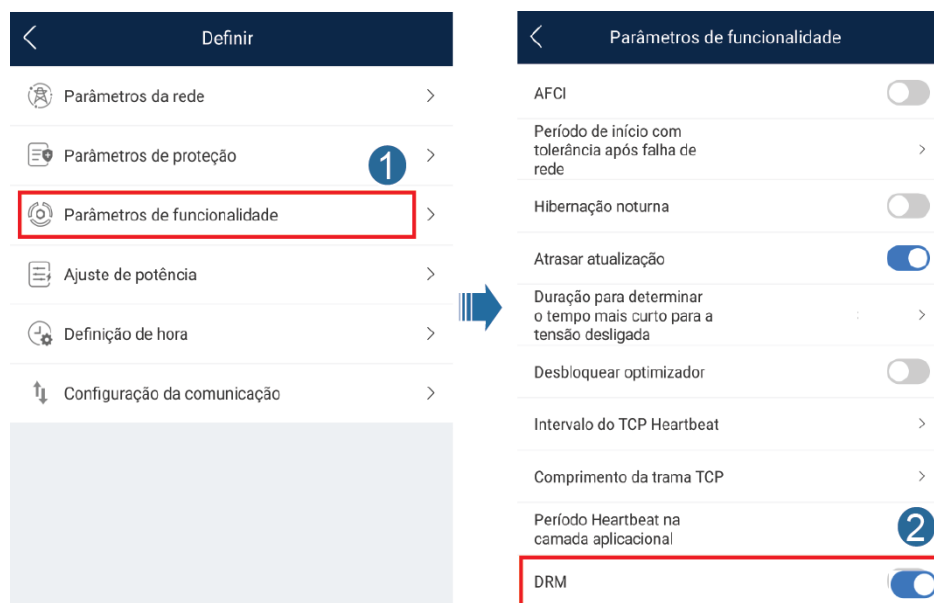 Definir
Parâmetros da rede
Parâmetros de proteção
1
Parâmetros de funcionalidade
Ajuste de potência
Definição de hora
Configuração da comunicação
Parâmetros de funcionalidade
AFCI
Período de início com
tolerância após falha de
rede
Hibernação noturna
Atrasar atualização
Duração para determinar
o tempo mais curto para a
tensão desligada
Desbloquear optimizador
Intervalo do TCP Heartbeat
Comprimento da trama TCP
Período Heartbeat na
camada aplicacional
2
DRM